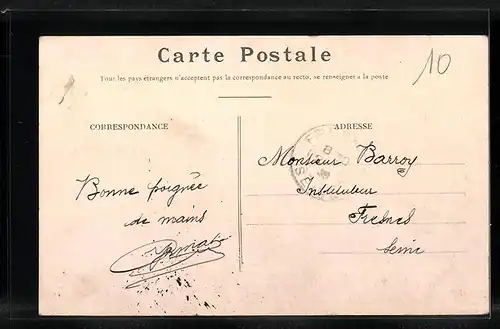 Carte Postale
10
Tous les pays étrangers n'acceptent pas la correspondance au recto, se renseigner à la poste
CORRESPONDANCE
ADRESSE
Bonne poignée
de mains
Monsieur Barroy
Instituteur
Fresnes
Seine